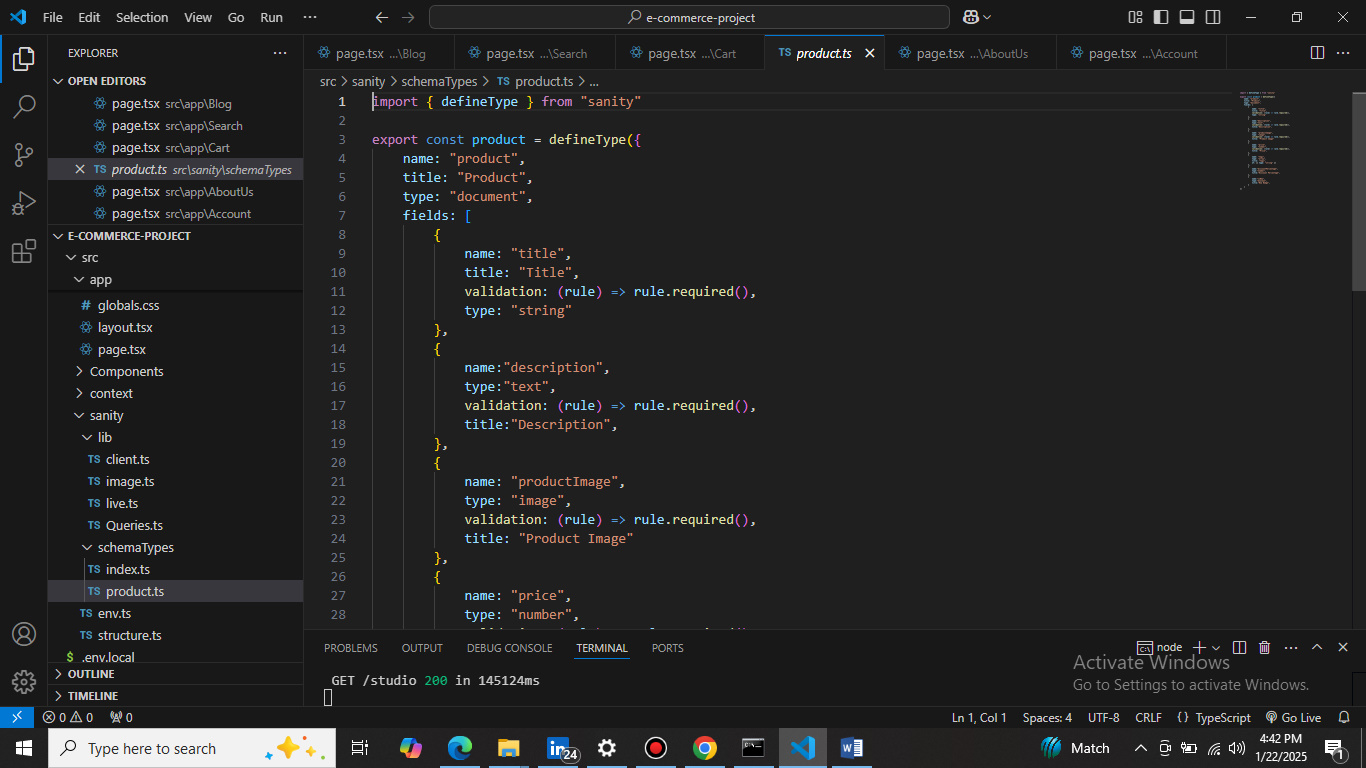 File Edit Selection View Go Run ··· e-commerce-project
EXPLORER ···
OPEN EDITORS
page.tsx src\app\Blog
page.tsx src\app\Search
page.tsx src\app\Cart
TS product.ts src\sanity\schemaTypes
page.tsx src\app\AboutUs
page.tsx src\app\Account
E-COMMERCE-PROJECT
src
app
# globals.css
layout.tsx
page.tsx
Components
context
sanity
lib
TS client.ts
TS image.ts
TS live.ts
TS Queries.ts
schemaTypes
TS index.ts
TS product.ts
TS env.ts
TS structure.ts
$ .env.local
OUTLINE
TIMELINE
page.tsx ...\Blog page.tsx ...\Search page.tsx ...\Cart TS product.ts page.tsx ...\AboutUs page.tsx ...\Account ···
src > sanity > schemaTypes > TS product.ts > ...
1 import { defineType } from "sanity"
2
3 export const product = defineType({
4 name: "product",
5 title: "Product",
6 type: "document",
7 fields: [
8 {
9 name: "title",
10 title: "Title",
11 validation: (rule) => rule.required(),
12 type: "string"
13 },
14 {
15 name:"description",
16 type:"text",
17 validation: (rule) => rule.required(),
18 title:"Description",
19 },
20 {
21 name: "productImage",
22 type: "image",
23 validation: (rule) => rule.required(),
24 title: "Product Image"
25 },
26 {
27 name: "price",
28 type: "number",
PROBLEMS OUTPUT DEBUG CONSOLE TERMINAL PORTS node ···
GET /studio 200 in 145124ms
Activate Windows
Go to Settings to activate Windows.
0 0 0 Ln 1, Col 1 Spaces: 4 UTF-8 CRLF {} TypeScript Go Live
Type here to search 24 Match 4:42 PM
1/22/2025 1